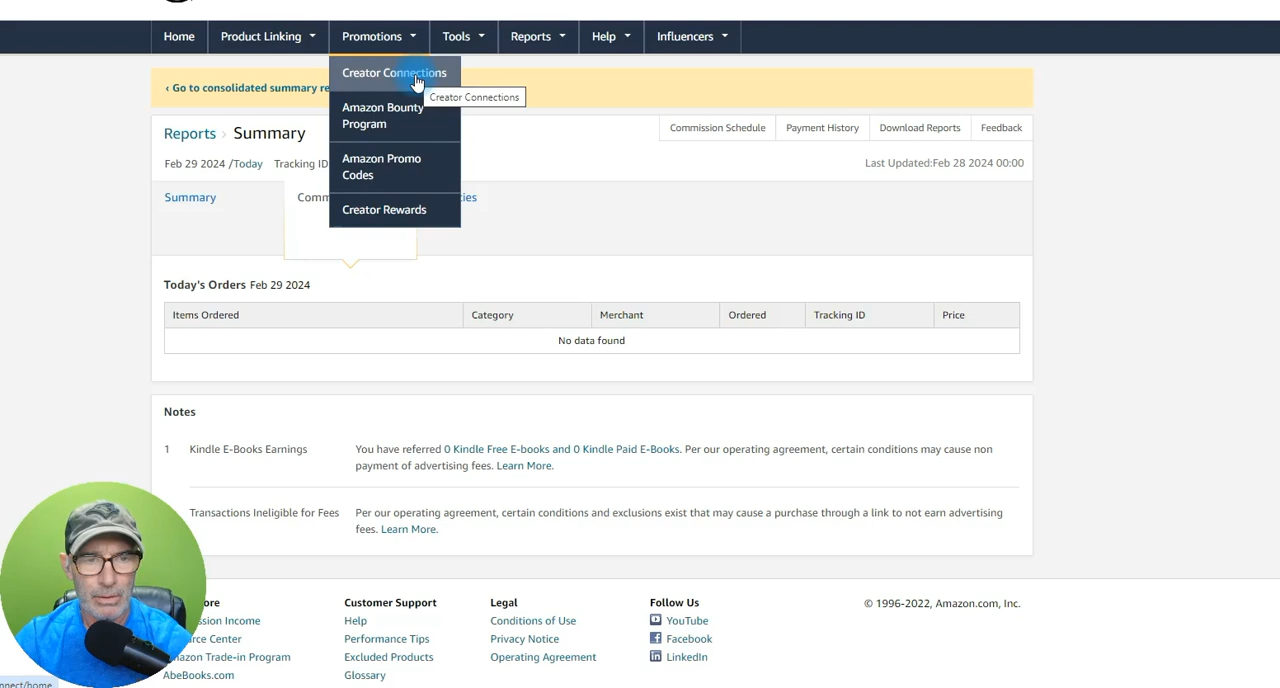 Home Product Linking Promotions Tools Reports Help Influencers
Creator Connections
Creator Connections
Amazon Bounty
Program
Amazon Promo
Codes
Creator Rewards
‹ Go to consolidated summary re
Reports › Summary
Commission Schedule Payment History Download Reports Feedback
Feb 29 2024 /Today Tracking ID
Last Updated:Feb 28 2024 00:00
Summary Comm ies
Today's Orders Feb 29 2024
Items Ordered Category Merchant Ordered Tracking ID Price
No data found
Notes
1 Kindle E-Books Earnings You have referred 0 Kindle Free E-books and 0 Kindle Paid E-Books. Per our operating agreement, certain conditions may cause non
payment of advertising fees. Learn More.
Transactions Ineligible for Fees Per our operating agreement, certain conditions and exclusions exist that may cause a purchase through a link to not earn advertising
fees. Learn More.
ore Customer Support Legal Follow Us © 1996-2022, Amazon.com, Inc.
ssion Income Help Conditions of Use YouTube
urce Center Performance Tips Privacy Notice Facebook
mazon Trade-in Program Excluded Products Operating Agreement LinkedIn
AbeBooks.com Glossary
nnect/home